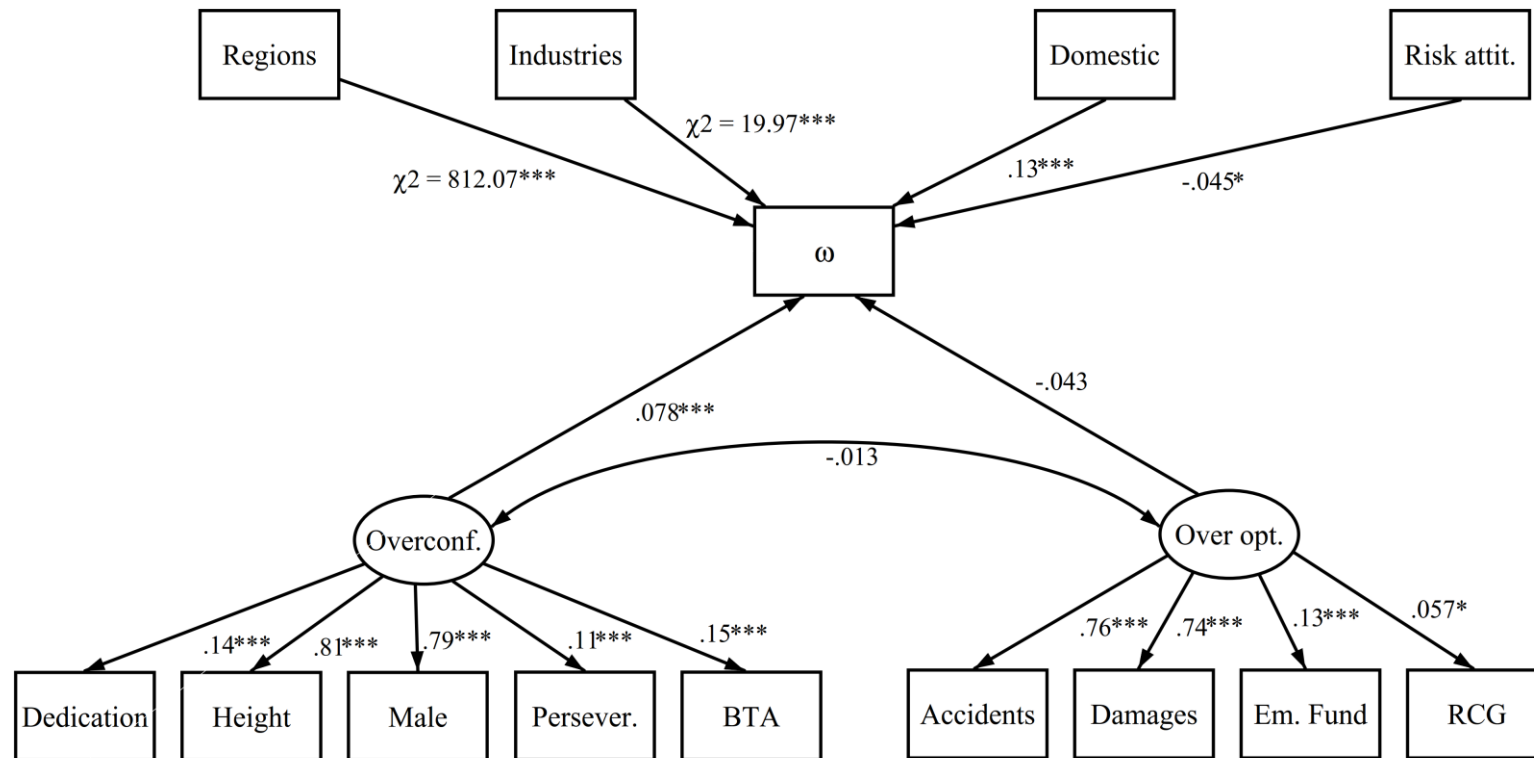 Regions
Industries
Domestic
Risk attit.
χ2 = 19.97***
.13***
χ2 = 812.07***
-.045*
ω
-.043
.078***
-.013
Overconf.
Over opt.
.14***
.81***
.79***
.11***
.15***
.76***
.74***
.13***
.057*
Dedication
Height
Male
Persever.
BTA
Accidents
Damages
Em. Fund
RCG